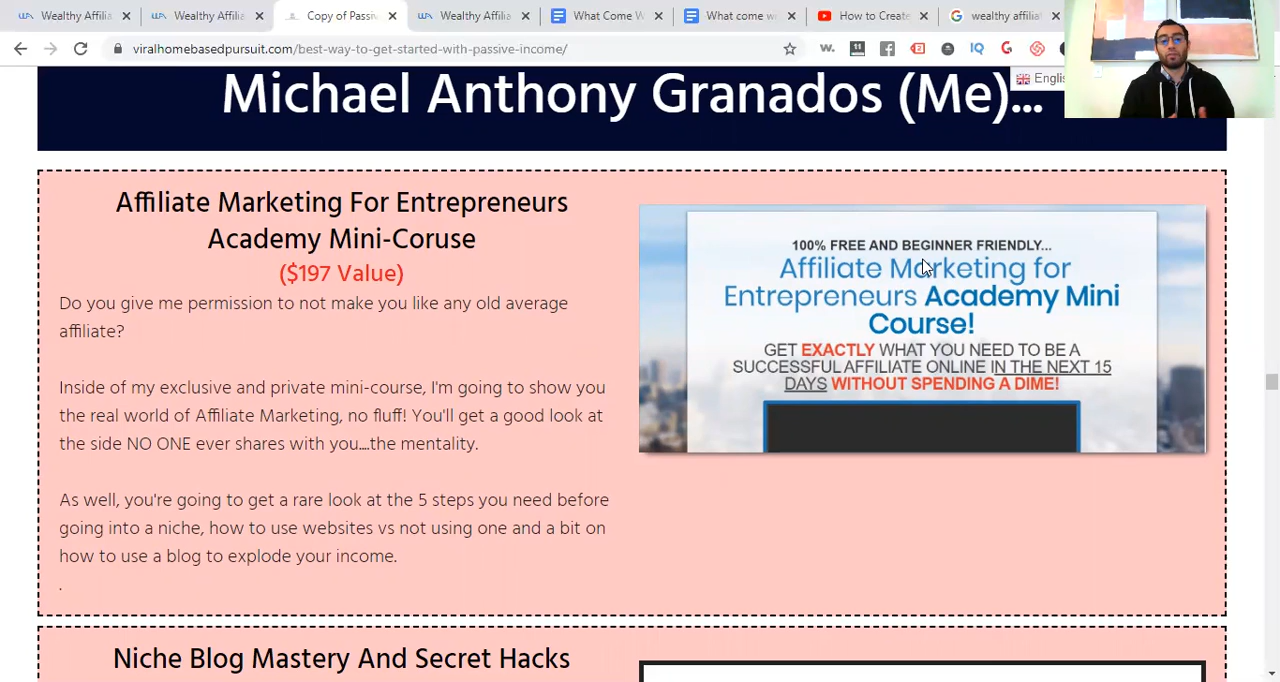 Wealthy Affilia
Wealthy Affilia
Copy of Passiv
Wealthy Affilia
What Come W
What come w
How to Create
wealthy affiliat
viralhomebasedpursuit.com/best-way-to-get-started-with-passive-income/
Englis
Michael Anthony Granados (Me)...
Affiliate Marketing For Entrepreneurs
Academy Mini-Coruse
($197 Value)
Do you give me permission to not make you like any old average
affiliate?
Inside of my exclusive and private mini-course, I'm going to show you
the real world of Affiliate Marketing, no fluff! You'll get a good look at
the side NO ONE ever shares with you....the mentality.
As well, you're going to get a rare look at the 5 steps you need before
going into a niche, how to use websites vs not using one and a bit on
how to use a blog to explode your income.
.
100% FREE AND BEGINNER FRIENDLY...
Affiliate Marketing for
Entrepreneurs Academy Mini
Course!
GET EXACTLY WHAT YOU NEED TO BE A
SUCCESSFUL AFFILIATE ONLINE IN THE NEXT 15
DAYS WITHOUT SPENDING A DIME!
Niche Blog Mastery And Secret Hacks